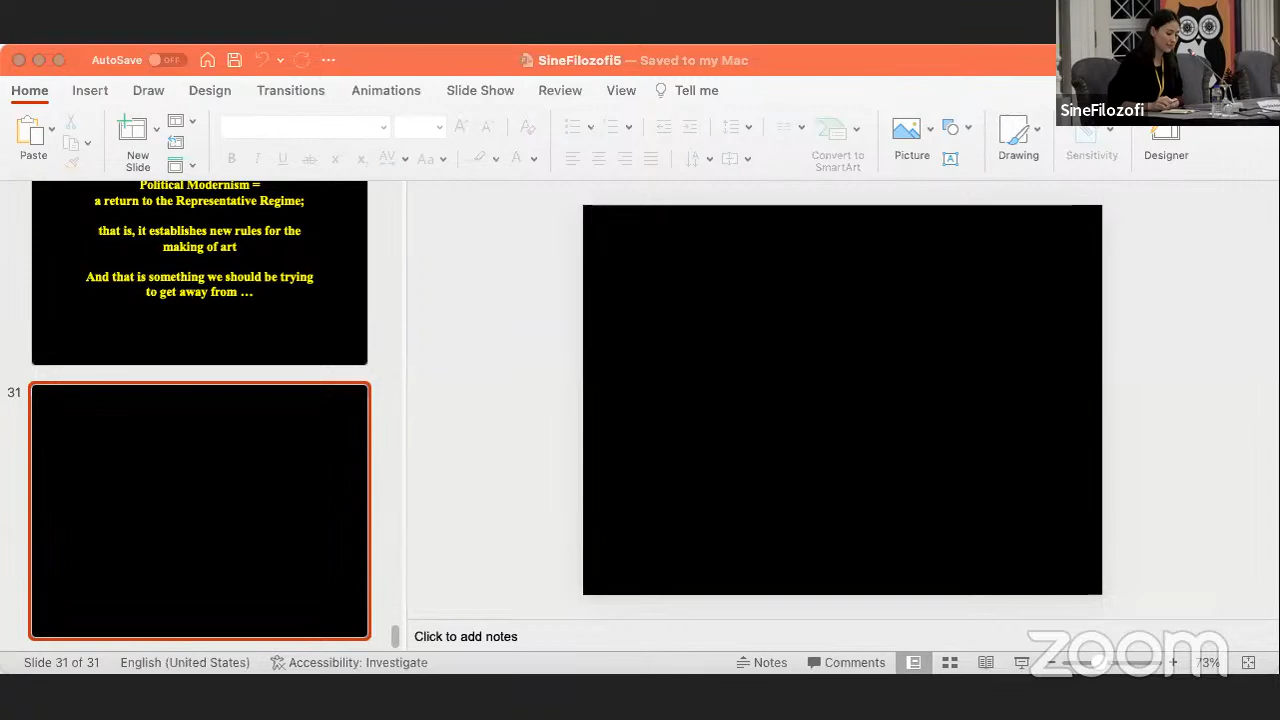 AutoSave OFF
SineFilozofi5 — Saved to my Mac
Home Insert Draw Design Transitions Animations Slide Show Review View Tell me
Paste
New
Slide
B I U ab x x AV Aa A
Convert to
SmartArt
Picture
Drawing
Sensitivity
Designer
SineFilozofi
Political Modernism =
a return to the Representative Regime;
that is, it establishes new rules for the
making of art
And that is something we should be trying
to get away from …
31
Click to add notes
Slide 31 of 31 English (United States) Accessibility: Investigate Notes Comments 73%
zoom